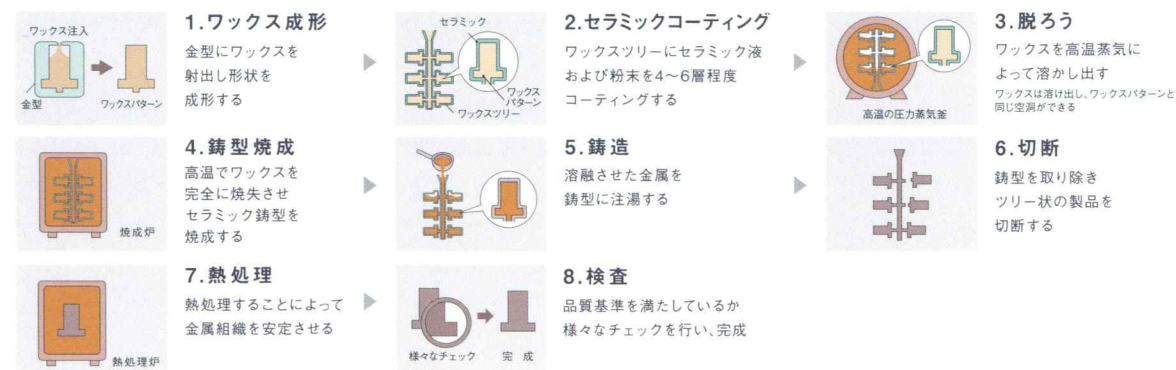 ワックス注入
金型
ワックスパターン
1.ワックス成形
金型にワックスを
射出し形状を
成形する
セラミック
ワックス
パターン
ワックスツリー
2.セラミックコーティング
ワックスツリーにセラミック液
および粉末を4〜6層程度
コーティングする
高温の圧力蒸気釜
3.脱ろう
ワックスを高温蒸気に
よって溶かし出す
ワックスは溶け出し、ワックスパターンと
同じ空洞ができる
焼成炉
4.鋳型焼成
高温でワックスを
完全に焼失させ
セラミック鋳型を
焼成する
5.鋳造
溶融させた金属を
鋳型に注湯する
6.切断
鋳型を取り除き
ツリー状の製品を
切断する
熱処理炉
7.熱処理
熱処理することによって
金属組織を安定させる
様々なチェック
完 成
8.検査
品質基準を満たしているか
様々なチェックを行い、完成